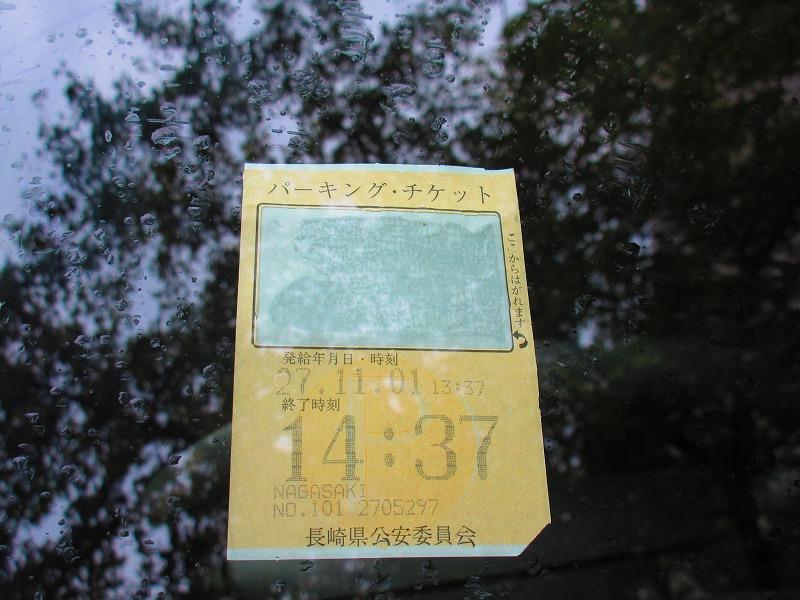 パーキング・チケット
ここからはがれます
発給年月日・時刻
27.11.01 13:37
終了時刻
14:37
NAGASAKI
NO.101 2705297
長崎県公安委員会